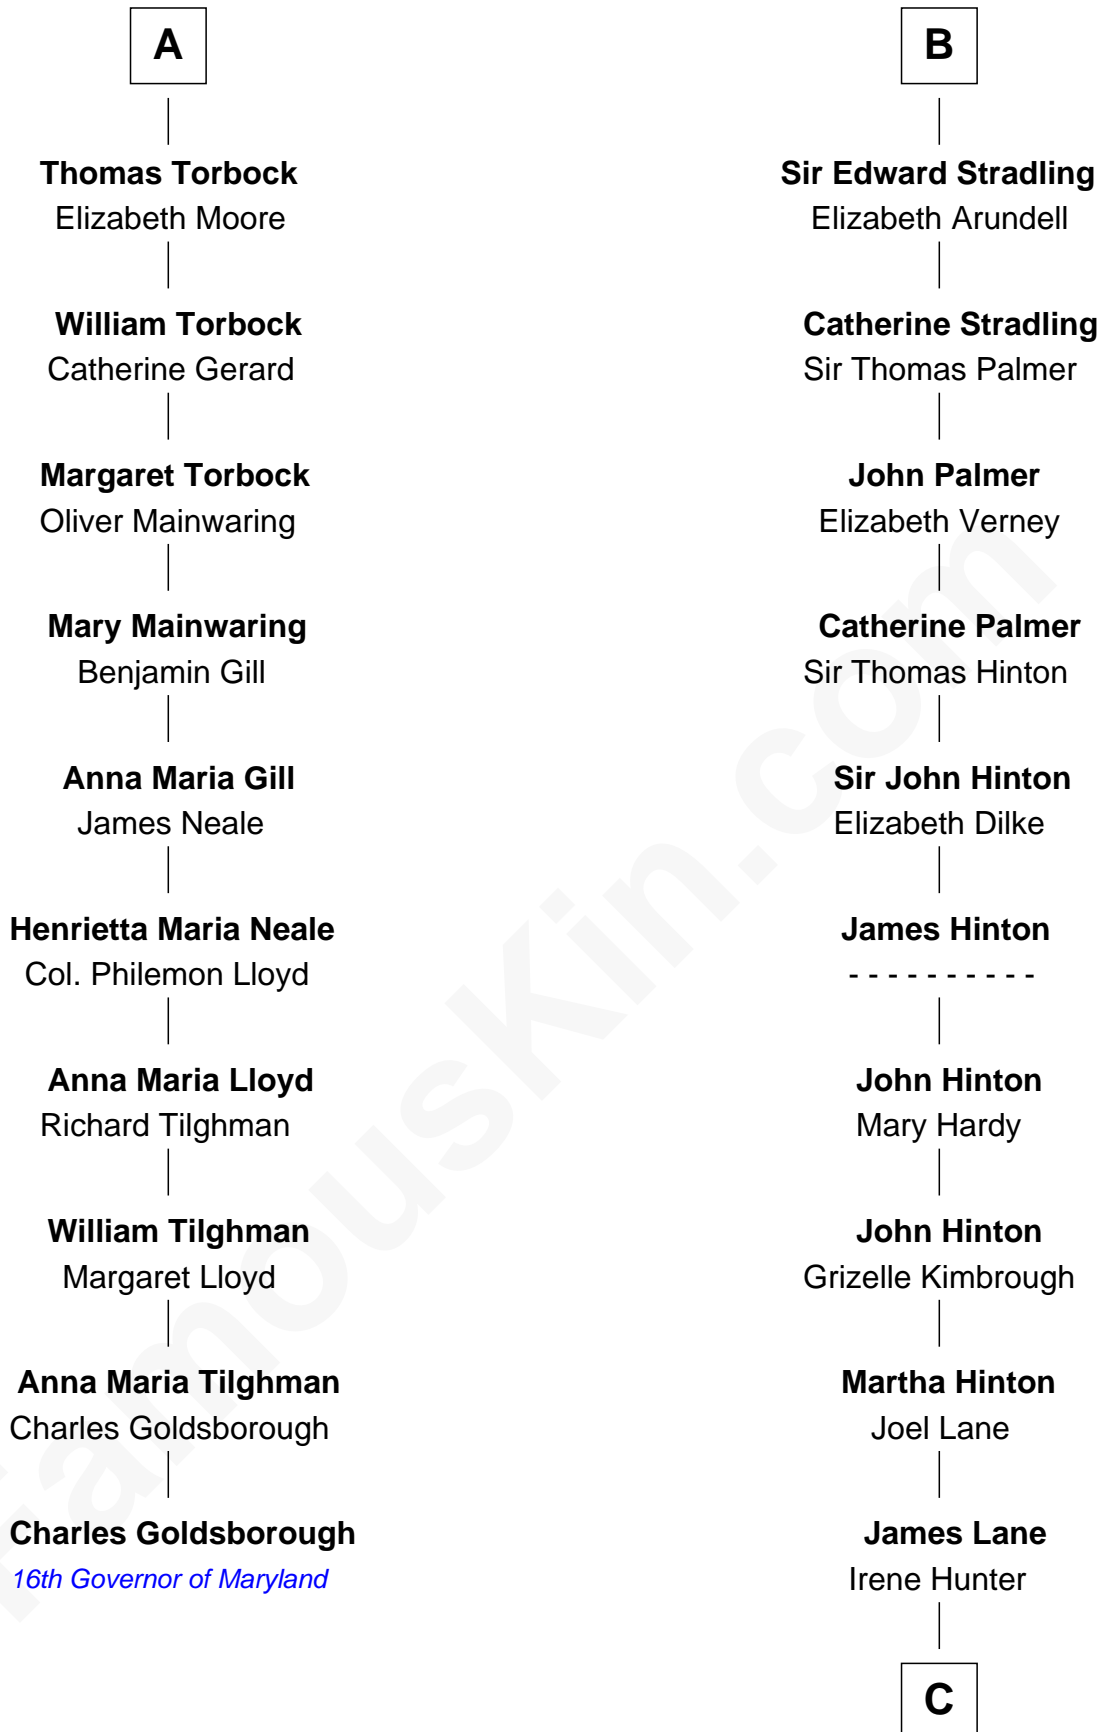 A
Thomas Torbock
Elizabeth Moore
William Torbock
Catherine Gerard
Margaret Torbock
Oliver Mainwaring
Mary Mainwaring
Benjamin Gill
Anna Maria Gill
James Neale
Henrietta Maria Neale
Col. Philemon Lloyd
Anna Maria Lloyd
Richard Tilghman
William Tilghman
Margaret Lloyd
Anna Maria Tilghman
Charles Goldsborough
Charles Goldsborough
16th Governor of Maryland
B
Sir Edward Stradling
Elizabeth Arundell
Catherine Stradling
Sir Thomas Palmer
John Palmer
Elizabeth Verney
Catherine Palmer
Sir Thomas Hinton
Sir John Hinton
Elizabeth Dilke
James Hinton
- - - - - - - - - -
John Hinton
Mary Hardy
John Hinton
Grizelle Kimbrough
Martha Hinton
Joel Lane
James Lane
Irene Hunter
C
FamousKin.com